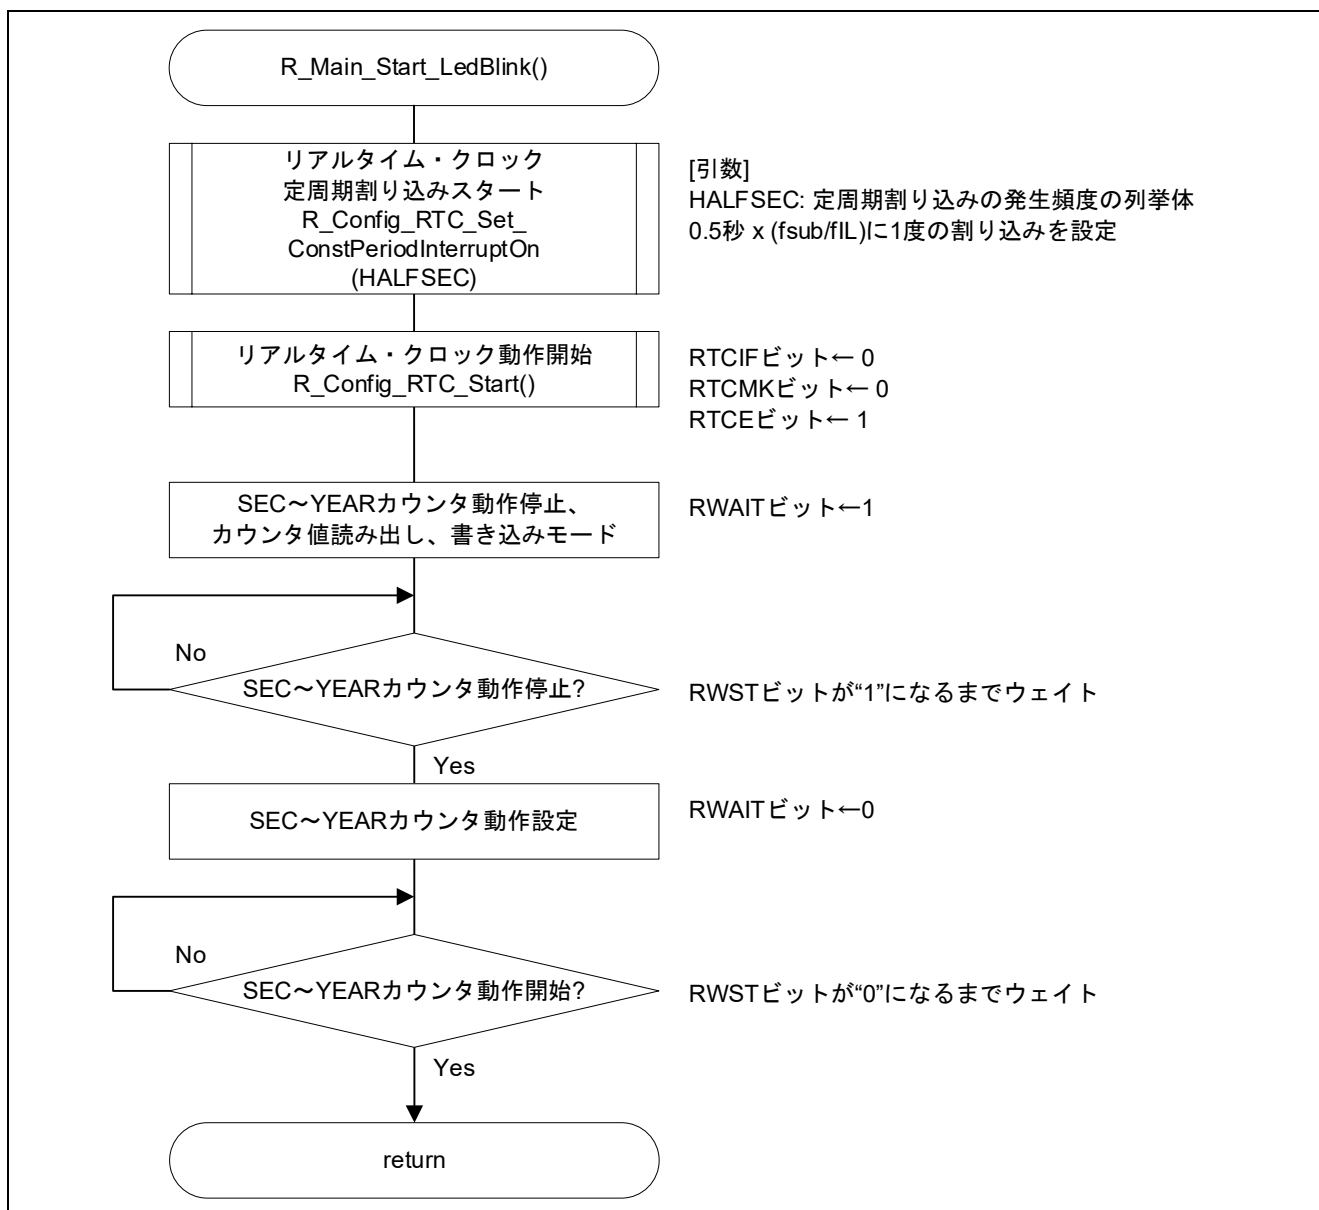 R_Main_Start_LedBlink()
リアルタイム・クロック
定周期割り込みスタート
R_Config_RTC_Set_
ConstPeriodInterruptOn
(HALFSEC)
[引数]
HALFSEC: 定周期割り込みの発生頻度の列挙体
0.5秒 x (fsub/fIL)に1度の割り込みを設定
リアルタイム・クロック動作開始
R_Config_RTC_Start()
RTCIFビット← 0
RTCMKビット← 0
RTCEビット← 1
SEC～YEARカウンタ動作停止、
カウンタ値読み出し、書き込みモード
RWAITビット←1
No
SEC～YEARカウンタ動作停止?
RWSTビットが“1”になるまでウェイト
Yes
SEC～YEARカウンタ動作設定
RWAITビット←0
No
SEC～YEARカウンタ動作開始?
RWSTビットが“0”になるまでウェイト
Yes
return